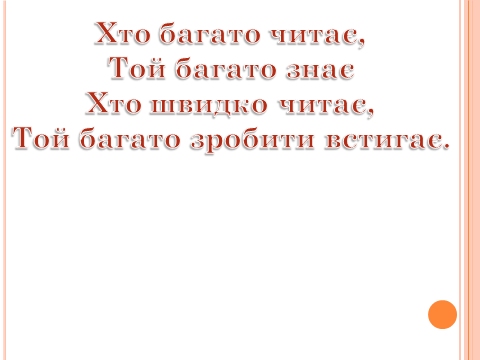 Хто багато читає,
Той багато знає
Хто швидко читає,
Той багато зробити встигає.